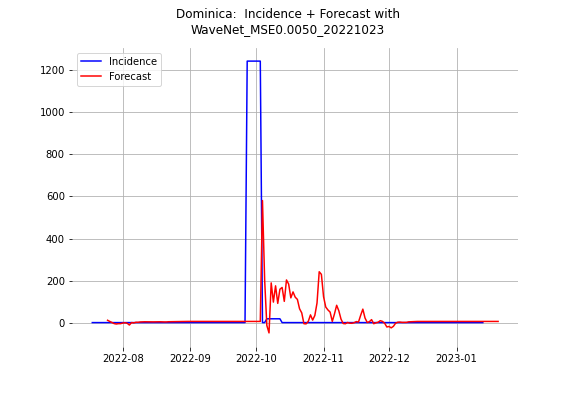 Dominica:  Incidence + Forecast with
WaveNet_MSE0.0050_20221023
Incidence
Forecast
1200
1000
800
600
400
200
0
2022-08 2022-09 2022-10 2022-11 2022-12 2023-01